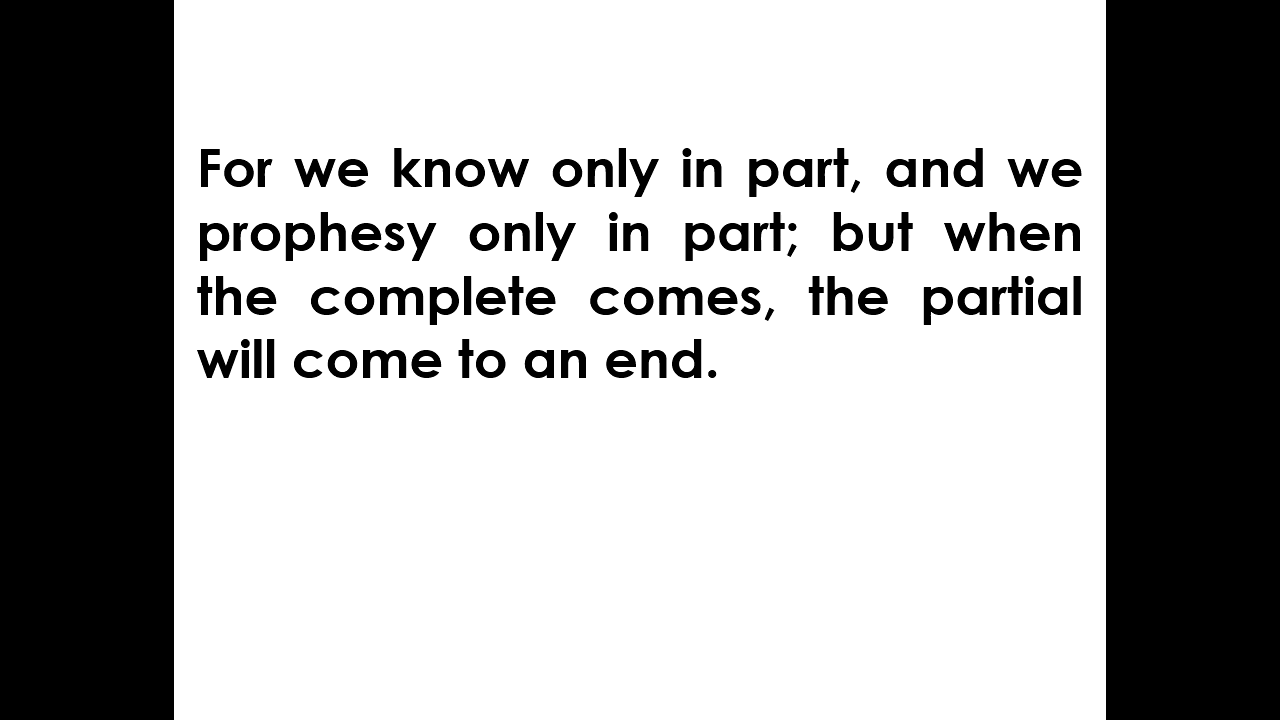 For we know only in part, and we
prophesy only in part; but when
the complete comes, the partial
will come to an end.